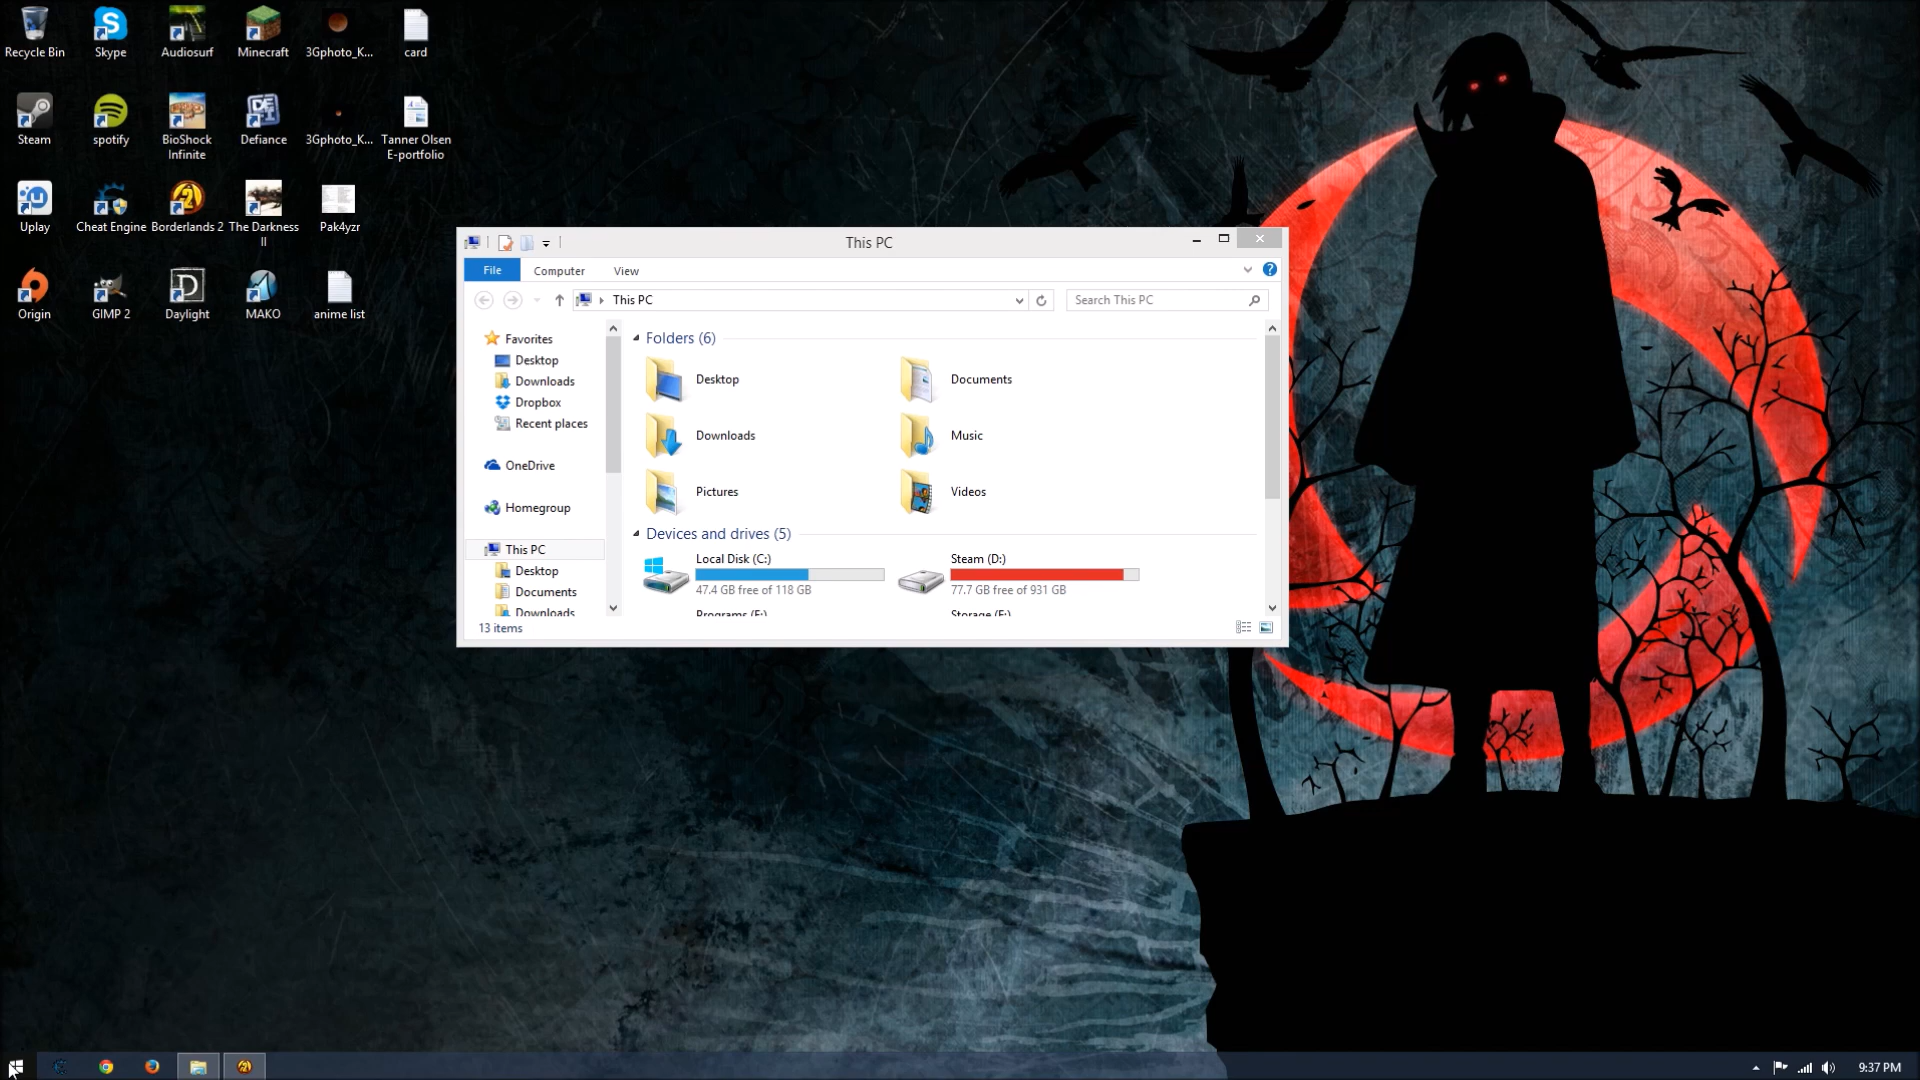 Recycle Bin
Skype
Audiosurf
Minecraft
3Gphoto_K...
card
Steam
spotify
BioShock
Infinite
Defiance
3Gphoto_K...
Tanner Olsen
E-portfolio
Uplay
Cheat Engine
Borderlands 2
The Darkness
II
Pak4yzr
Origin
GIMP 2
Daylight
MAKO
anime list
This PC
File
Computer
View
This PC
Search This PC
Favorites
Desktop
Downloads
Dropbox
Recent places
OneDrive
Homegroup
This PC
Desktop
Documents
Downloads
Folders (6)
Desktop
Documents
Downloads
Music
Pictures
Videos
Devices and drives (5)
Local Disk (C:)
47.4 GB free of 118 GB
Steam (D:)
77.7 GB free of 931 GB
Programs (E:)
Storage (F:)
13 items
9:37 PM